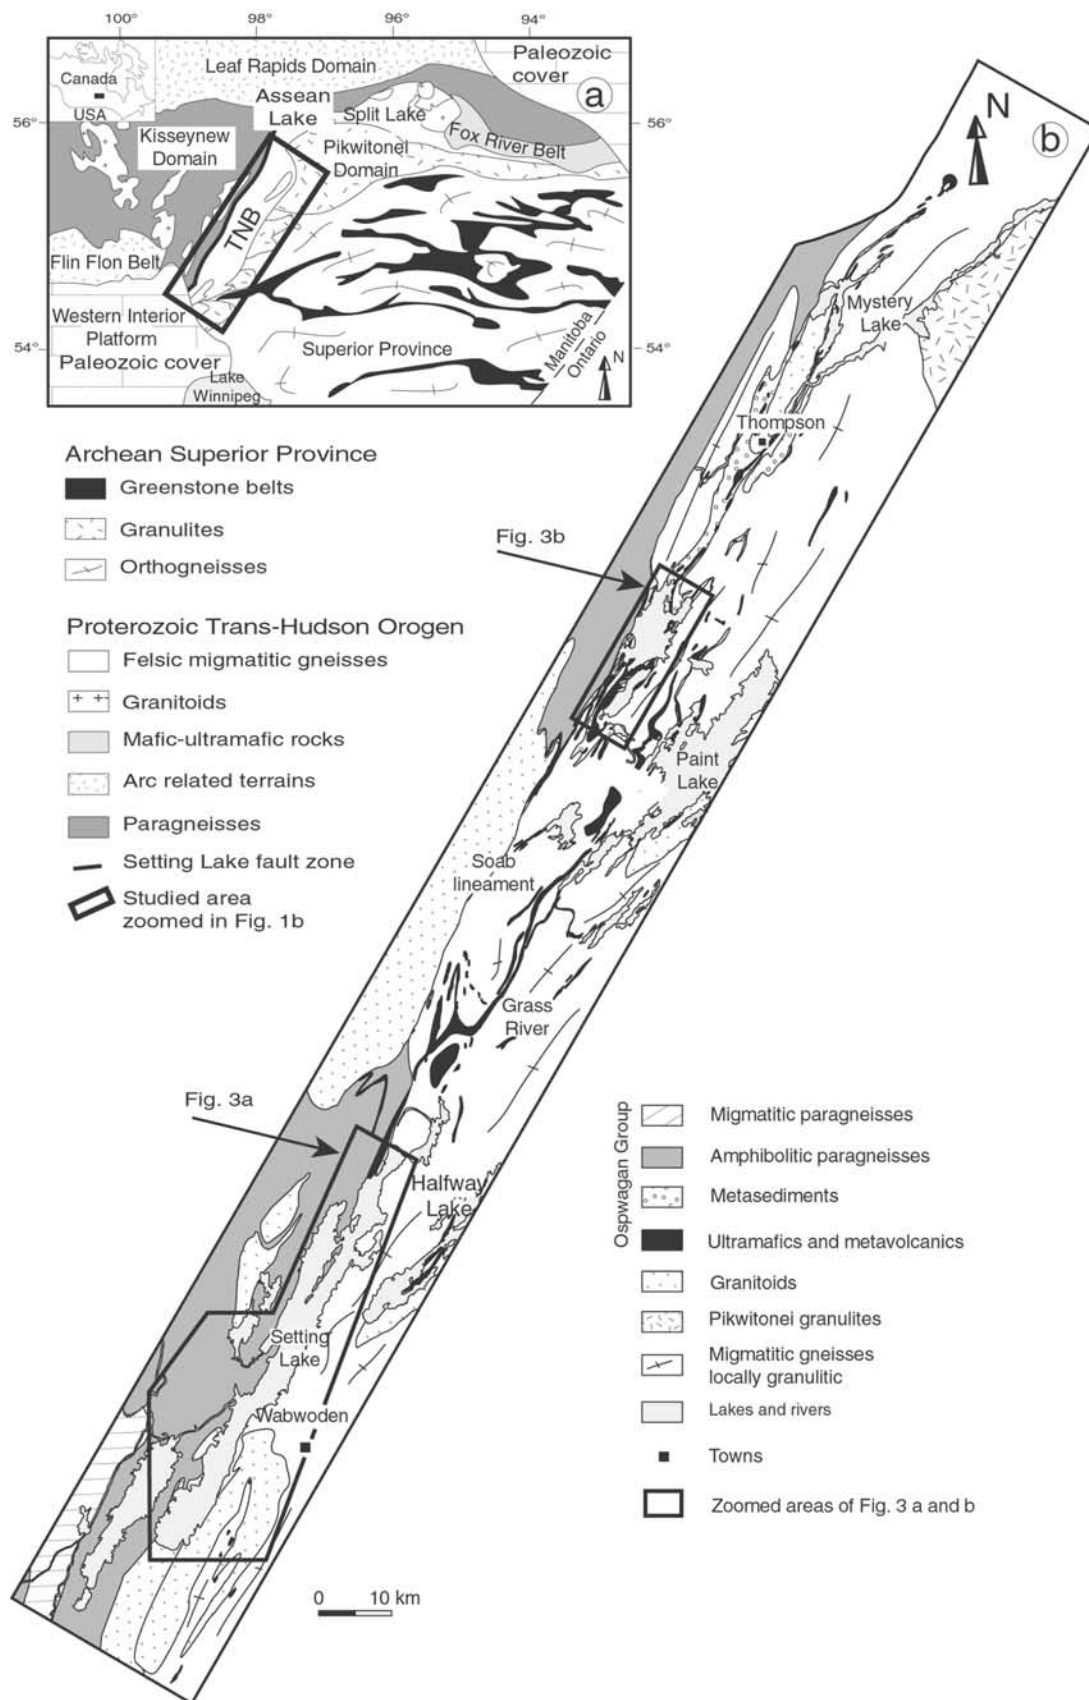 100°
98°
96°
94°
56°
54°
56°
54°
Canada
USA
Leaf Rapids Domain
Paleozoic
cover
a
Assean
Lake
Split Lake
Fox River Belt
Kisseynew
Domain
Pikwitonei
Domain
TNB
Flin Flon Belt
Western Interior
Platform
Paleozoic cover
Superior Province
Lake
Winnipeg
Manitoba
Ontario
N
Archean Superior Province
Greenstone belts
Granulites
Orthogneisses
Proterozoic Trans-Hudson Orogen
Felsic migmatitic gneisses
Granitoids
Mafic-ultramafic rocks
Arc related terrains
Paragneisses
Setting Lake fault zone
Studied area
zoomed in Fig. 1b
N
b
Mystery
Lake
Thompson
Fig. 3b
Paint
Lake
Soab
lineament
Grass
River
Fig. 3a
Halfway
Lake
Setting
Lake
Wabwoden
0 10 km
Ospwagan Group
Migmatitic paragneisses
Amphibolitic paragneisses
Metasediments
Ultramafics and metavolcanics
Granitoids
Pikwitonei granulites
Migmatitic gneisses
locally granulitic
Lakes and rivers
Towns
Zoomed areas of Fig. 3 a and b